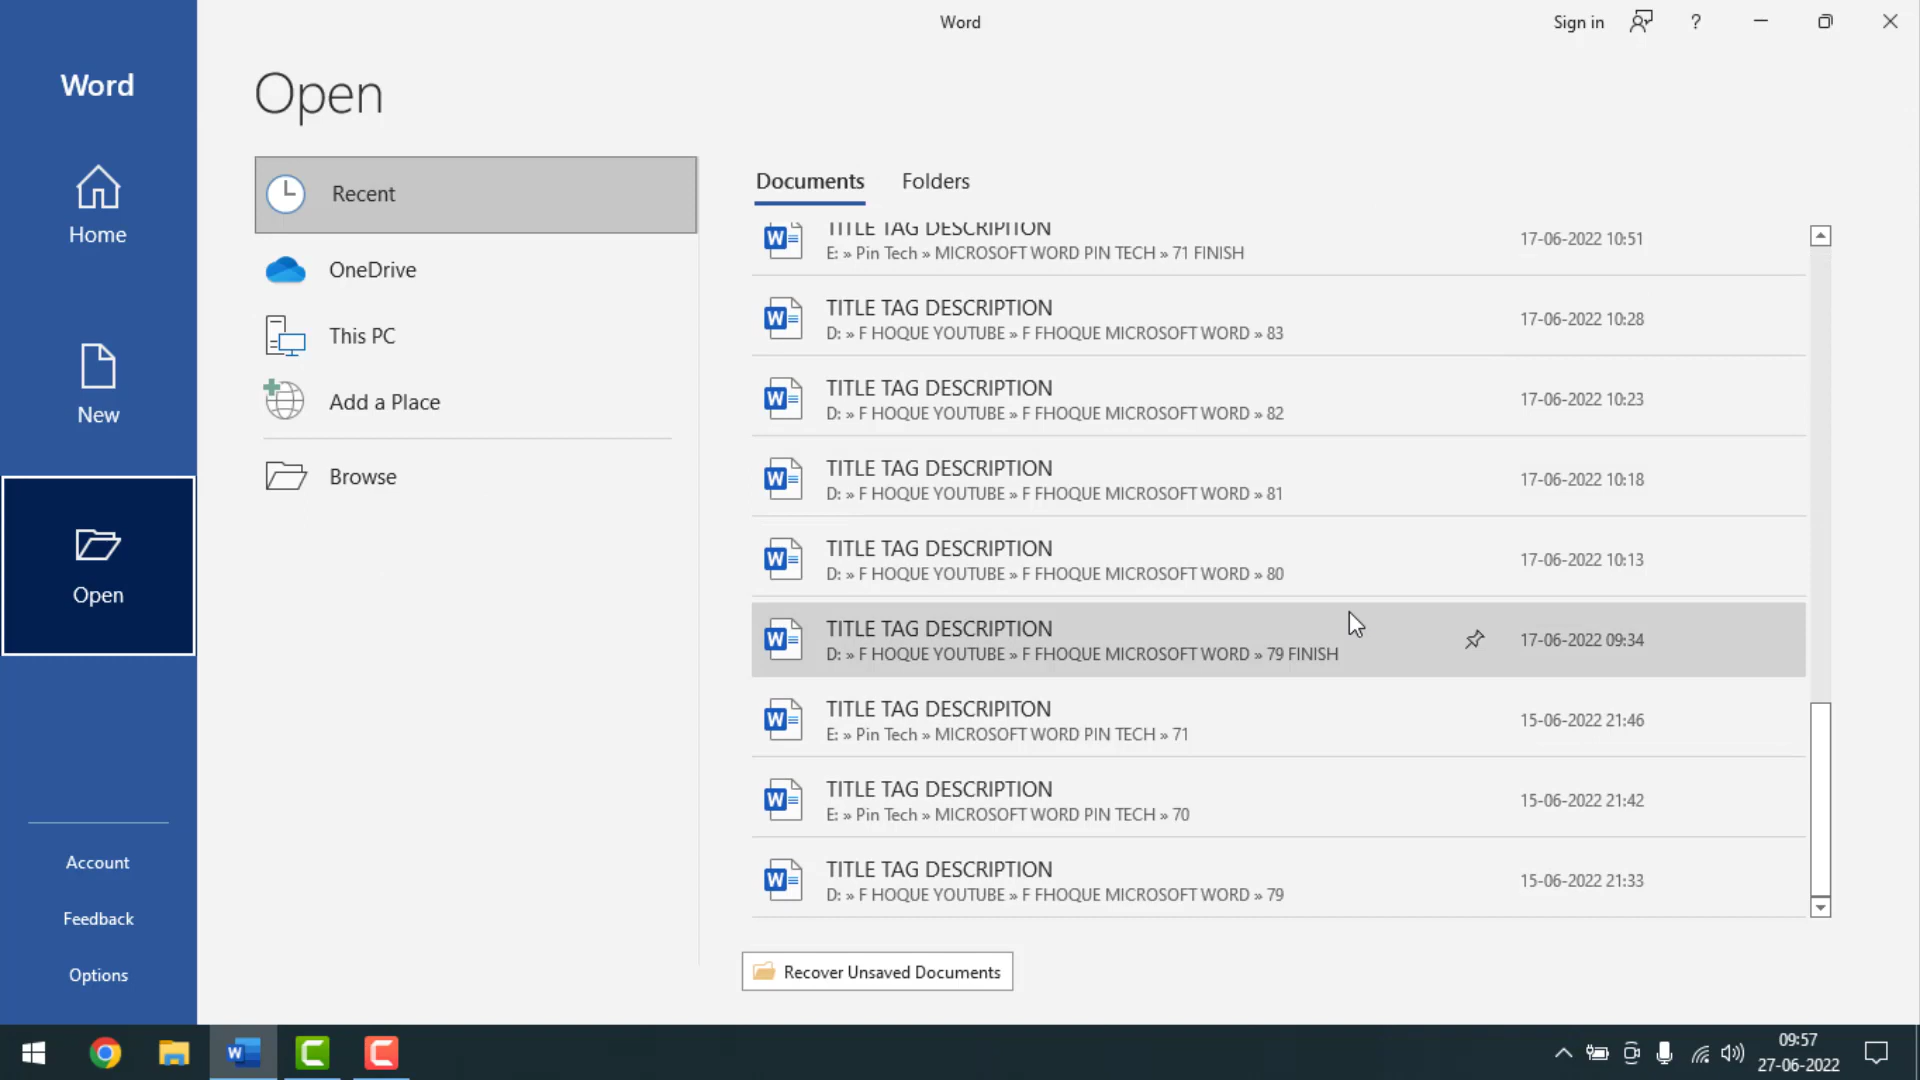 Word
Sign in
?
Word
Home
New
Open
Account
Feedback
Options
Open
Recent
OneDrive
This PC
Add a Place
Browse
Documents
Folders
TITLE TAG DESCRIPITON
E: » Pin Tech » MICROSOFT WORD PIN TECH » 71 FINISH
17-06-2022 10:51
TITLE TAG DESCRIPTION
D: » F HOQUE YOUTUBE » F FHOQUE MICROSOFT WORD » 83
17-06-2022 10:28
TITLE TAG DESCRIPTION
D: » F HOQUE YOUTUBE » F FHOQUE MICROSOFT WORD » 82
17-06-2022 10:23
TITLE TAG DESCRIPTION
D: » F HOQUE YOUTUBE » F FHOQUE MICROSOFT WORD » 81
17-06-2022 10:18
TITLE TAG DESCRIPTION
D: » F HOQUE YOUTUBE » F FHOQUE MICROSOFT WORD » 80
17-06-2022 10:13
TITLE TAG DESCRIPTION
D: » F HOQUE YOUTUBE » F FHOQUE MICROSOFT WORD » 79 FINISH
17-06-2022 09:34
TITLE TAG DESCRIPITON
E: » Pin Tech » MICROSOFT WORD PIN TECH » 71
15-06-2022 21:46
TITLE TAG DESCRIPTION
E: » Pin Tech » MICROSOFT WORD PIN TECH » 70
15-06-2022 21:42
TITLE TAG DESCRIPTION
D: » F HOQUE YOUTUBE » F FHOQUE MICROSOFT WORD » 79
15-06-2022 21:33
Recover Unsaved Documents
09:57
27-06-2022